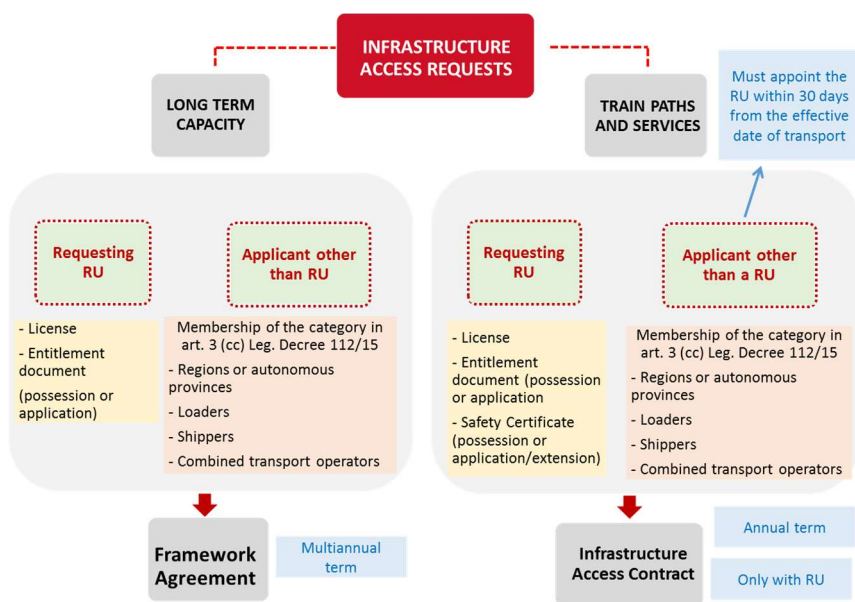 INFRASTRUCTURE
ACCESS REQUESTS
LONG TERM
CAPACITY
TRAIN PATHS
AND SERVICES
Must appoint the
RU within 30 days
from the effective
date of transport
Requesting
RU
Applicant other
than RU
- License
- Entitlement
document
(possession or
application)
Membership of the category in
art. 3 (cc) Leg. Decree 112/15
- Regions or autonomous
provinces
- Loaders
- Shippers
- Combined transport operators
Requesting
RU
Applicant other
than a RU
- License
- Entitlement
document (possession
or application
- Safety Certificate
(possession or
application/extension)
Membership of the category in
art. 3 (cc) Leg. Decree 112/15
- Regions or autonomous
provinces
- Loaders
- Shippers
- Combined transport operators
Framework
Agreement
Multiannual
term
Infrastructure
Access Contract
Annual term
Only with RU